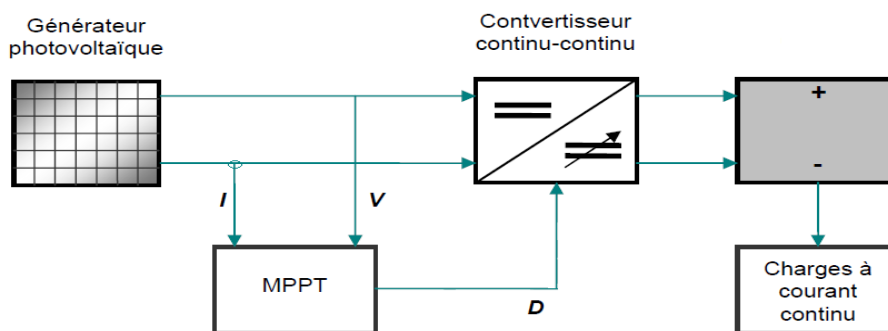 Générateur
photovoltaïque
Contvertisseur
continu-continu
+
-
I
V
MPPT
D
Charges à
courant
continu